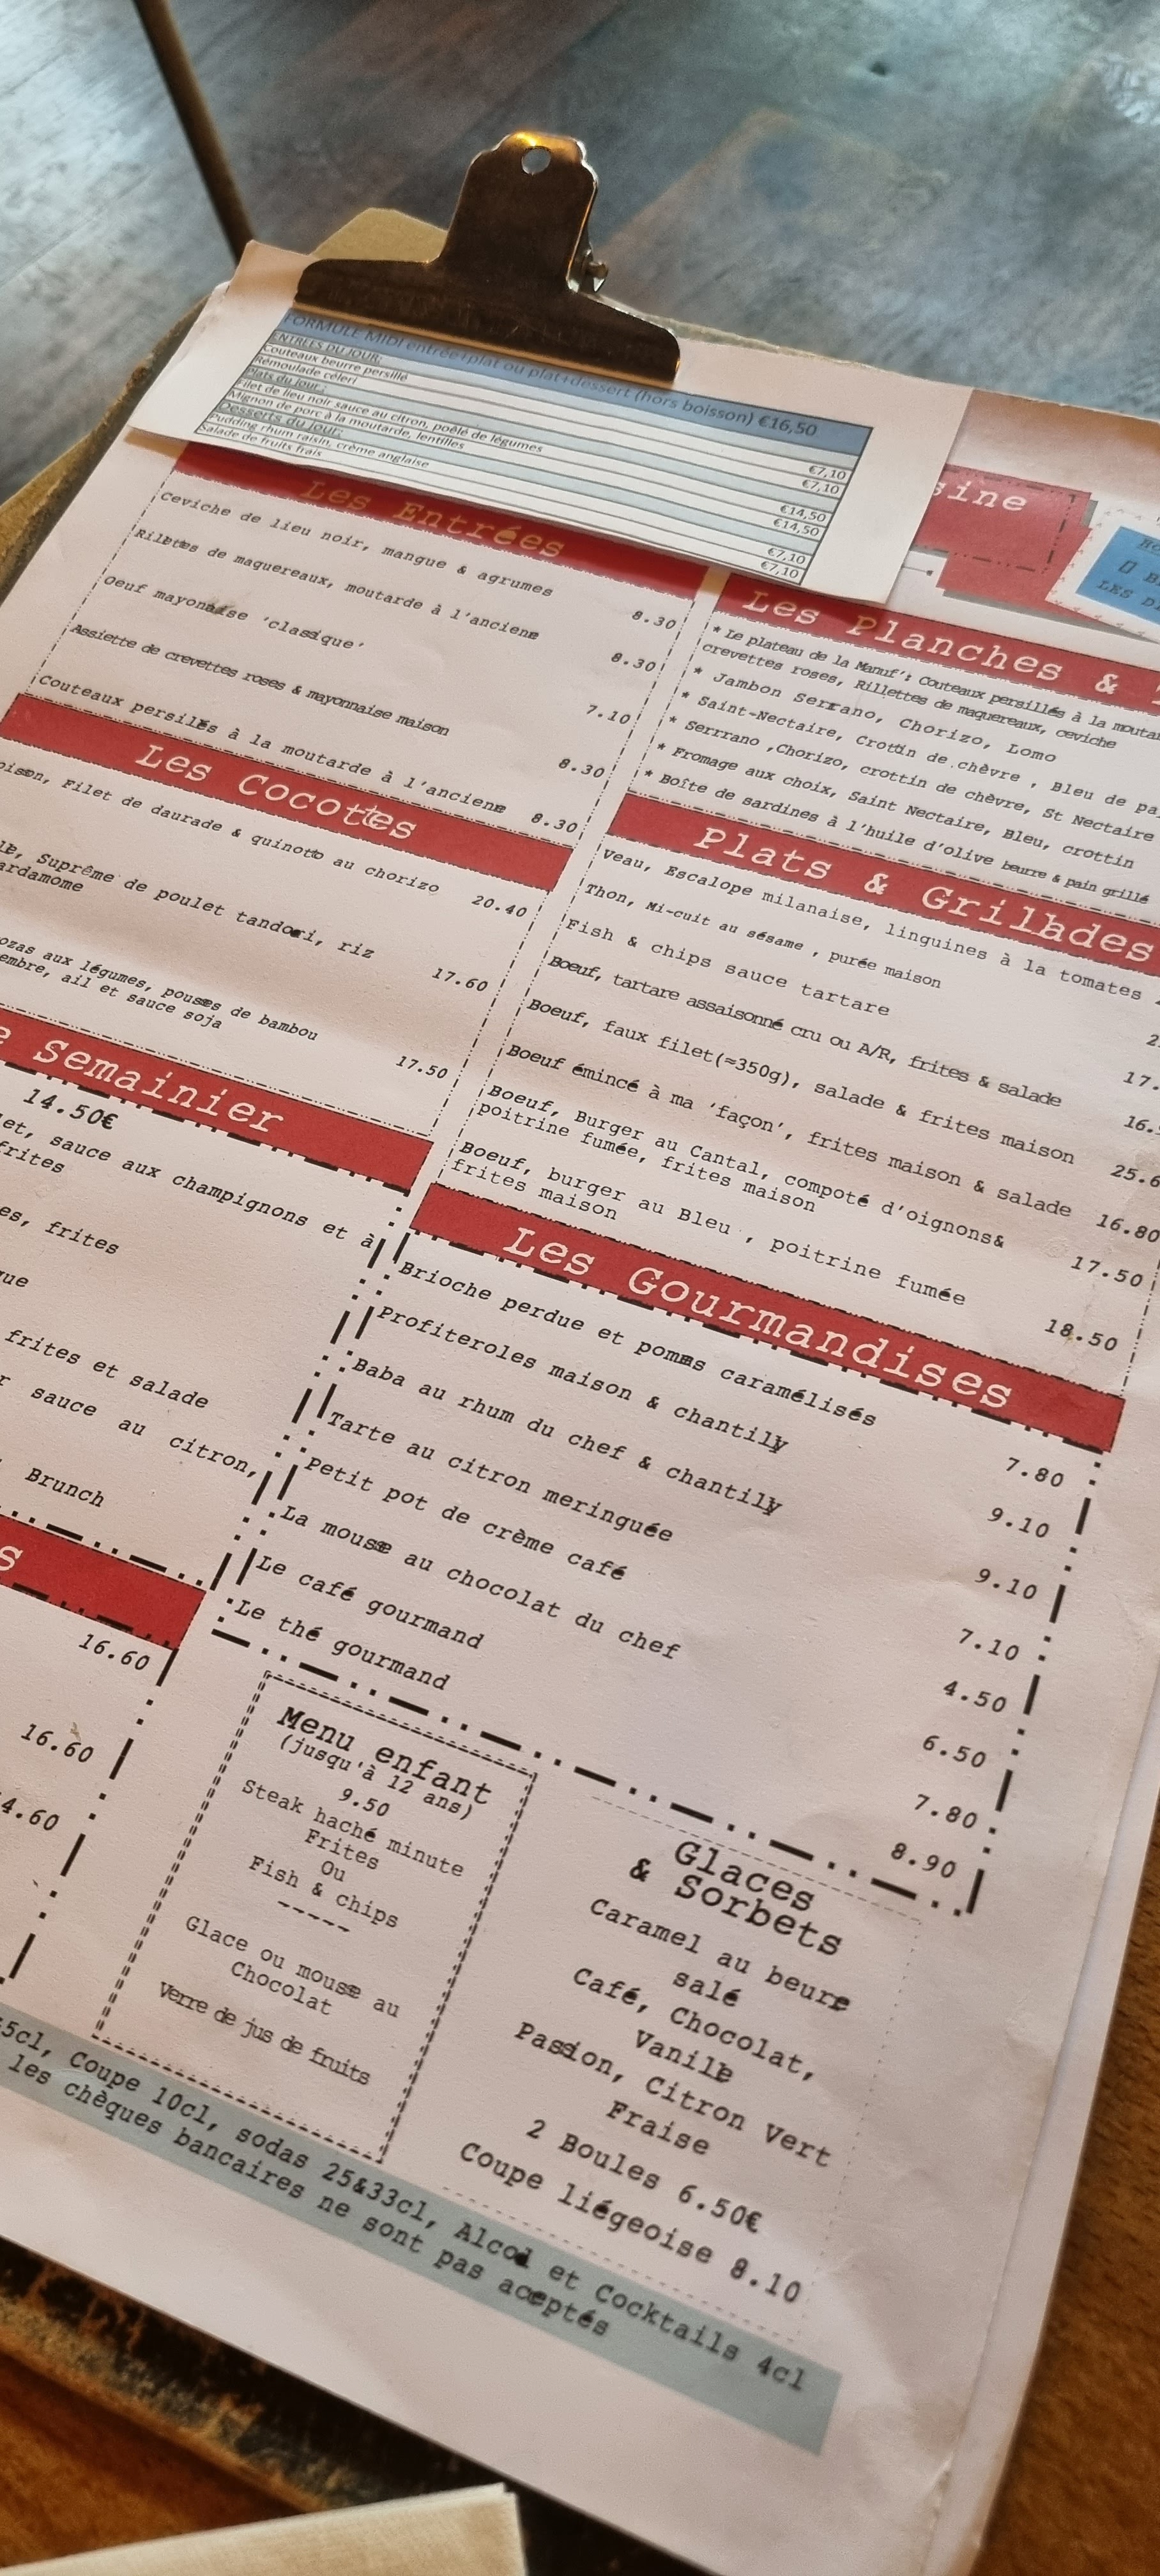 FORMULE MIDI entrée+plat ou plat+dessert (hors boisson) €16,50
ENTREES DU JOUR:
Couteaux beurre persillé €7,10
Rémoulade céleri €7,10
Plats du jour :
Filet de lieu noir sauce au citron, poêlé de légumes €14,50
Mignon de porc à la moutarde, lentilles €14,50
Desserts du jour:
Pudding rhum raisin, crème anglaise €7,10
Salade de fruits frais €7,10
Les Entrées
Ceviche de lieu noir, mangue & agrumes 8.30
Rillettes de maquereaux, moutarde à l'ancienne 8.30
Oeuf mayonnaise 'classique' 7.10
Assiette de crevettes roses & mayonnaise maison 8.30
Couteaux persillés à la moutarde à l'ancienne 8.30
Les Cocottes
Filet de daurade & quinotto au chorizo 20.40
Suprême de poulet tandoori, riz
ardamome 17.60
ozas aux légumes, pousses de bambou
embre, ail et sauce soja 17.50
semainier
14.50€
et, sauce aux champignons et à
frites
es, frites
que
frites et salade
r sauce au citron,
Brunch
s
16.60
16.60
4.60
sine
LES
Les Planches &
* Le plateau de la Manuf': Couteaux persillés à la moutar
crevettes roses, Rillettes de maquereaux, ceviche
* Jambon Serrano, Chorizo, Lomo
* Saint-Nectaire, Crottin de chèvre , Bleu de pa
* Serrrano ,Chorizo, crottin de chèvre, St Nectaire
* Fromage aux choix, Saint Nectaire, Bleu, crottin
* Boîte de sardines à l'huile d'olive beurre & pain grillé
Plats & Grillades
Veau, Escalope milanaise, linguines à la tomates
Thon, Mi-cuit au sésame , purée maison 2
Fish & chips sauce tartare 17.
Boeuf, tartare assaisonné cru ou A/R, frites & salade 16.
Boeuf, faux filet(≈350g), salade & frites maison 25.6
Boeuf émincé à ma 'façon', frites maison & salade 16.80
Boeuf, Burger au Cantal, compoté d'oignons&
poitrine fumée, frites maison 17.50
Boeuf, burger au Bleu , poitrine fumée
frites maison 18.50
Les Gourmandises
Brioche perdue et pommes caramélisés 7.80
Profiteroles maison & chantilly 9.10
Baba au rhum du chef & chantilly 9.10
Tarte au citron meringuée 7.10
Petit pot de crème café 4.50
La mousse au chocolat du chef 6.50
Le café gourmand 7.80
Le thé gourmand 8.90
Menu enfant
(jusqu'à 12 ans)
9.50
Steak haché minute
Frites
Ou
Fish & chips
-----
Glace ou mousse au
Chocolat
Verre de jus de fruits
Glaces
& Sorbets
Caramel au beurre
salé
Café, Chocolat,
Vanille
Passion, Citron Vert
Fraise
2 Boules 6.50€
Coupe liégeoise 8.10
5cl, Coupe 10cl, sodas 25&33cl, Alcool et Cocktails 4cl
les chèques bancaires ne sont pas acceptés